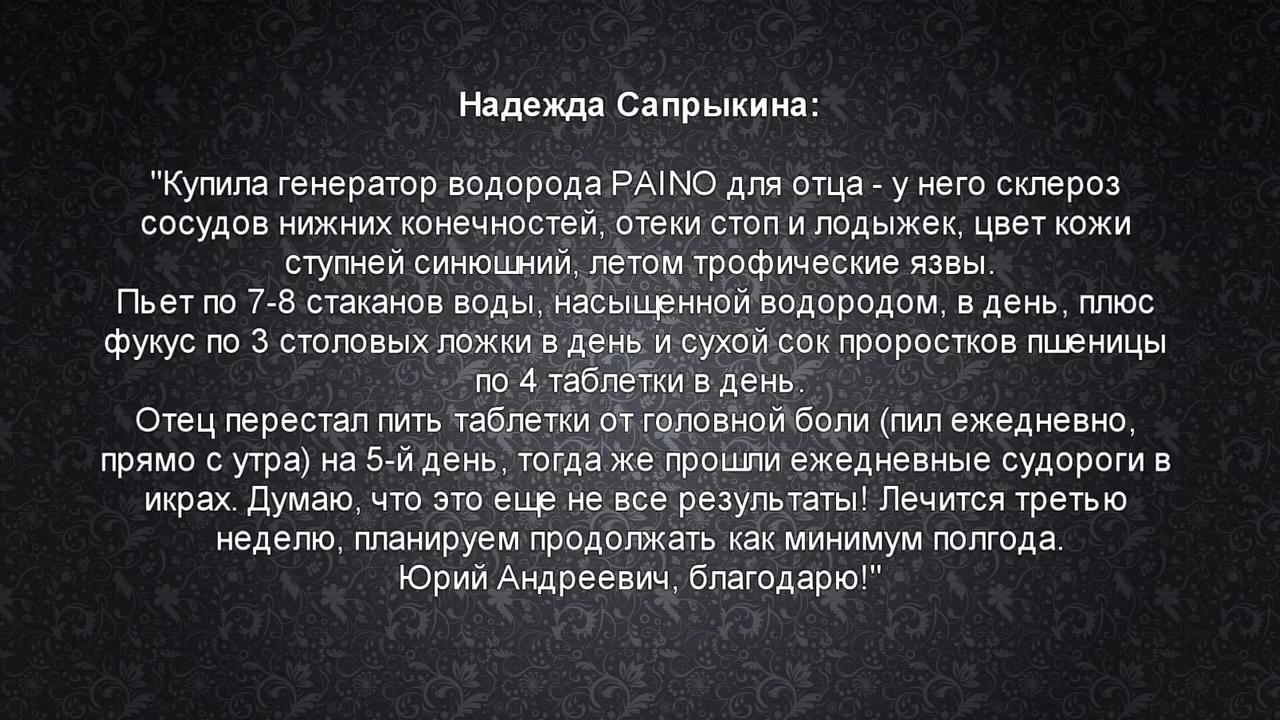 Надежда Сапрыкина:
"Купила генератор водорода PAINO для отца - у него склероз
сосудов нижних конечностей, отеки стоп и лодыжек, цвет кожи
ступней синюшний, летом трофические язвы.
Пьет по 7-8 стаканов воды, насыщенной водородом, в день, плюс
фукус по 3 столовых ложки в день и сухой сок проростков пшеницы
по 4 таблетки в день.
Отец перестал пить таблетки от головной боли (пил ежедневно,
прямо с утра) на 5-й день, тогда же прошли ежедневные судороги в
икрах. Думаю, что это еще не все результаты! Лечится третью
неделю, планируем продолжать как минимум полгода.
Юрий Андреевич, благодарю!"